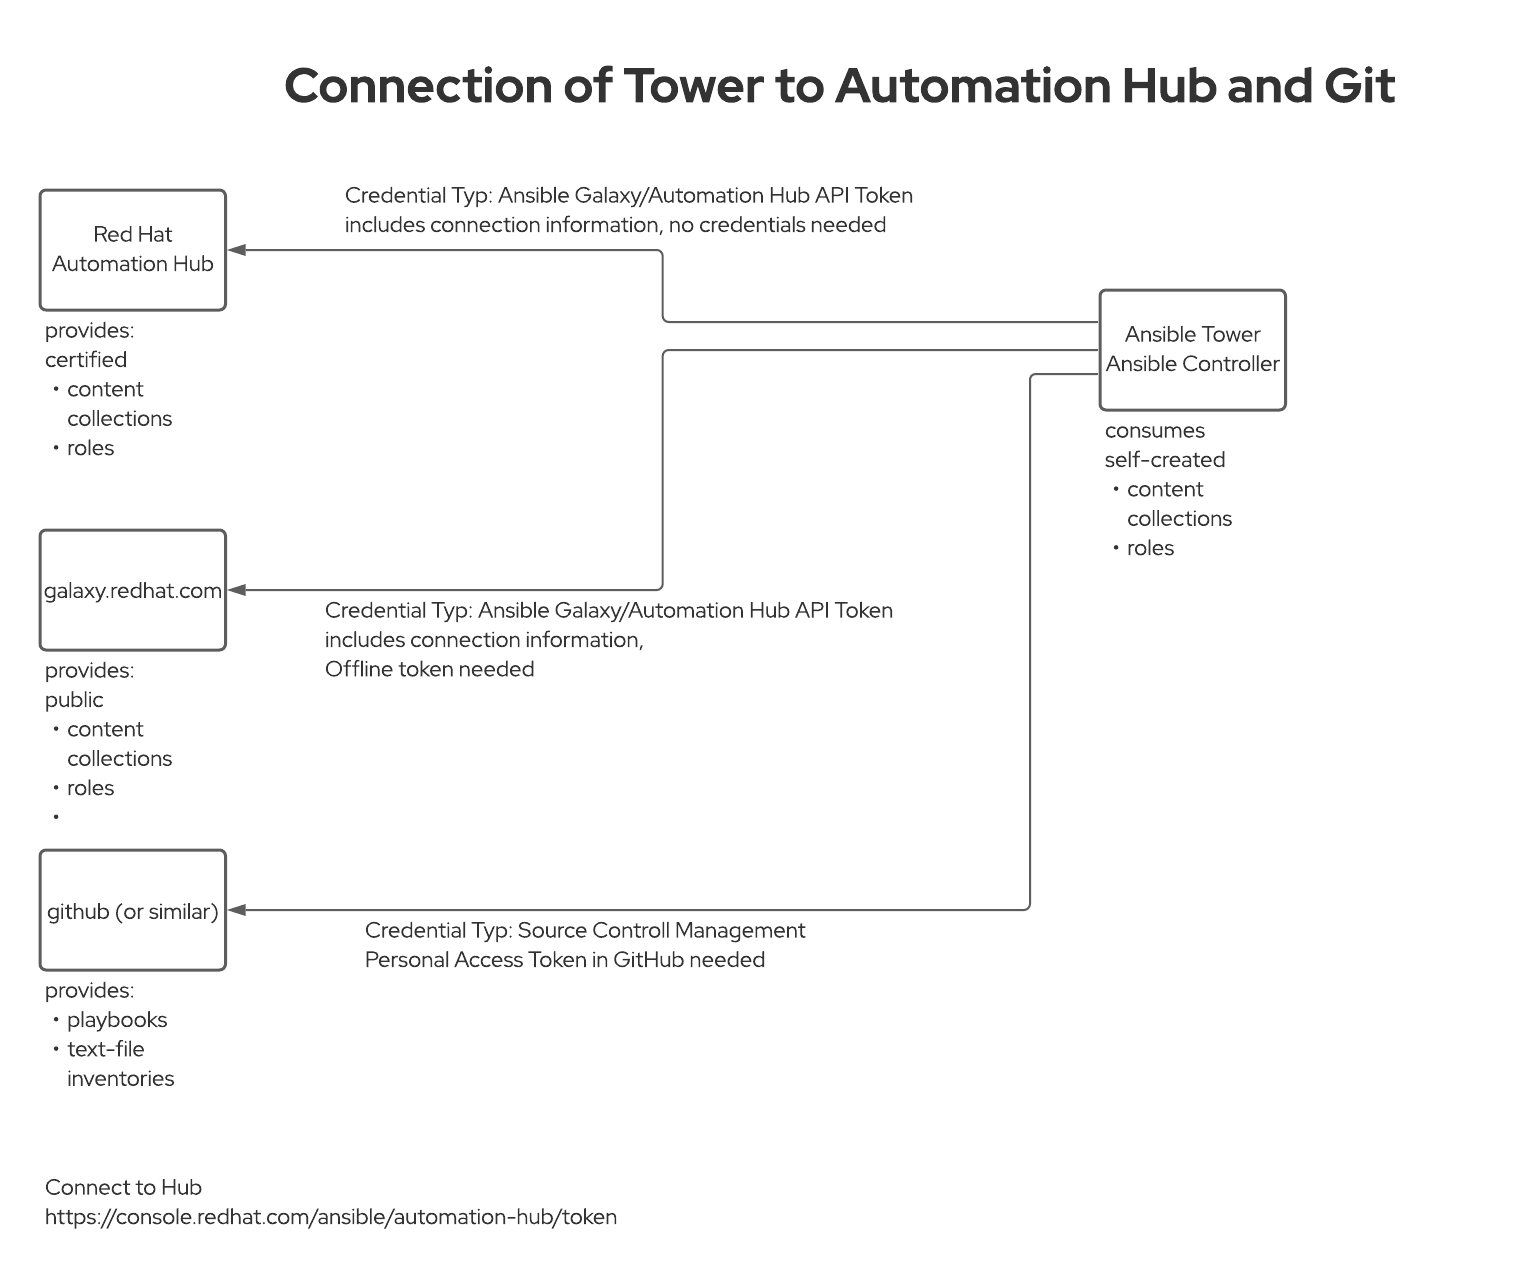 Connection of Tower to Automation Hub and Git
Credential Typ: Ansible Galaxy/Automation Hub API Token
includes connection information, no credentials needed
Red Hat
Automation Hub
provides:
certified
• content
collections
• roles
Ansible Tower
Ansible Controller
consumes
self-created
• content
collections
• roles
galaxy.redhat.com
Credential Typ: Ansible Galaxy/Automation Hub API Token
includes connection information,
Offline token needed
provides:
public
• content
collections
• roles
•
github (or similar)
Credential Typ: Source Controll Management
Personal Access Token in GitHub needed
provides:
• playbooks
• text-file
inventories
Connect to Hub
https://console.redhat.com/ansible/automation-hub/token